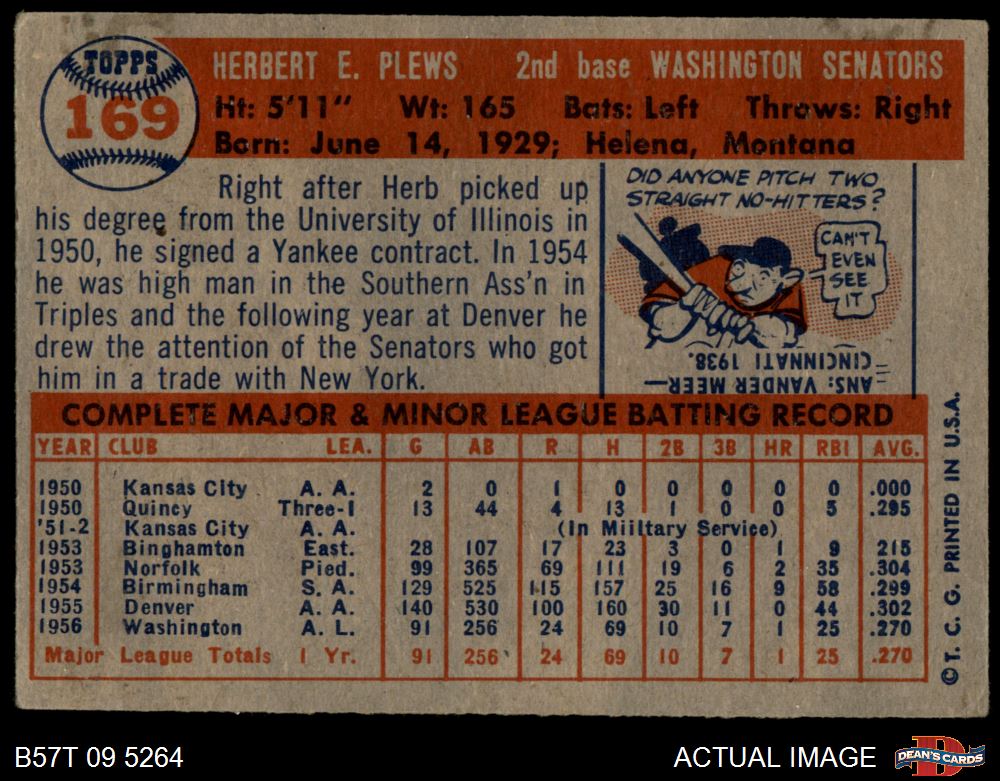 TOPPS
169
HERBERT E. PLEWS 2nd base WASHINGTON SENATORS
Ht: 5'11" Wt: 165 Bats: Left Throws: Right
Born: June 14, 1929; Helena, Montana
Right after Herb picked up
his degree from the University of Illinois in
1950, he signed a Yankee contract. In 1954
he was high man in the Southern Ass'n in
Triples and the following year at Denver he
drew the attention of the Senators who got
him in a trade with New York.
DID ANYONE PITCH TWO
STRAIGHT NO-HITTERS?
CAN'T
EVEN
SEE
IT
ANS: VANDER MEER—
CINCINNATI 1938.
COMPLETE MAJOR & MINOR LEAGUE BATTING RECORD
YEAR CLUB LEA. G AB R H 2B 3B HR RBI AVG.
1950 Kansas City A. A. 2 0 1 0 0 0 0 0 .000
1950 Quincy Three-I 13 44 4 13 1 0 0 5 .295
'51-2 Kansas City A. A. (In Miiltary Service)
1953 Binghamton East. 28 107 17 23 3 0 1 9 215
1953 Norfolk Pied. 99 365 69 111 19 6 2 35 .304
1954 Birmingham S. A. 129 525 115 157 25 16 9 58 .299
1955 Denver A. A. 140 530 100 160 30 11 0 44 .302
1956 Washington A. L. 91 256 24 69 10 7 1 25 .270
Major League Totals 1 Yr. 91 256 24 69 10 7 1 25 .270
©T. C. G. PRINTED IN U.S.A.
B57T 09 5264
ACTUAL IMAGE
DEAN'S CARDS